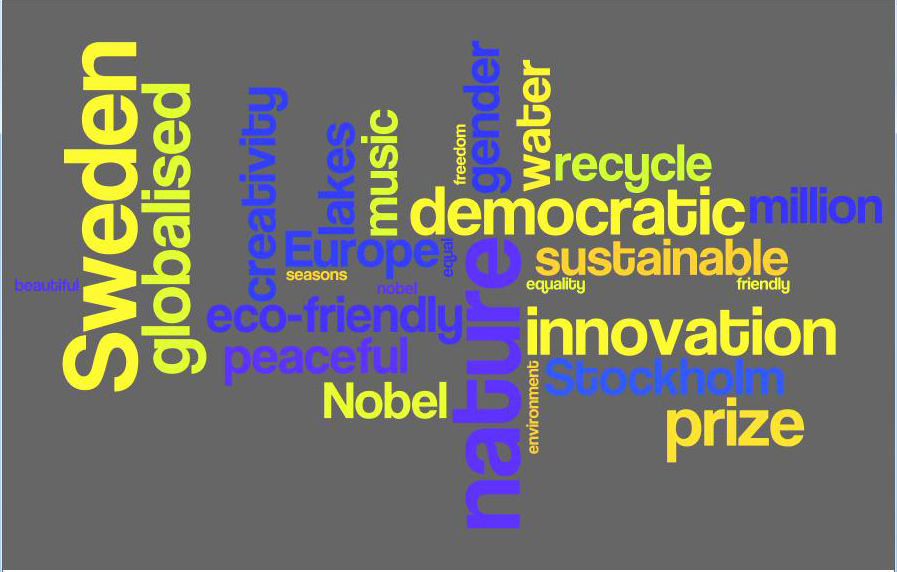 Sweden
globalised
beautiful
creativity
lakes
music
freedom
gender
water
recycle
democratic
million
Europe
equal
seasons
nobel
sustainable
equality
friendly
eco-friendly
nature
innovation
peaceful
Stockholm
environment
Nobel
prize